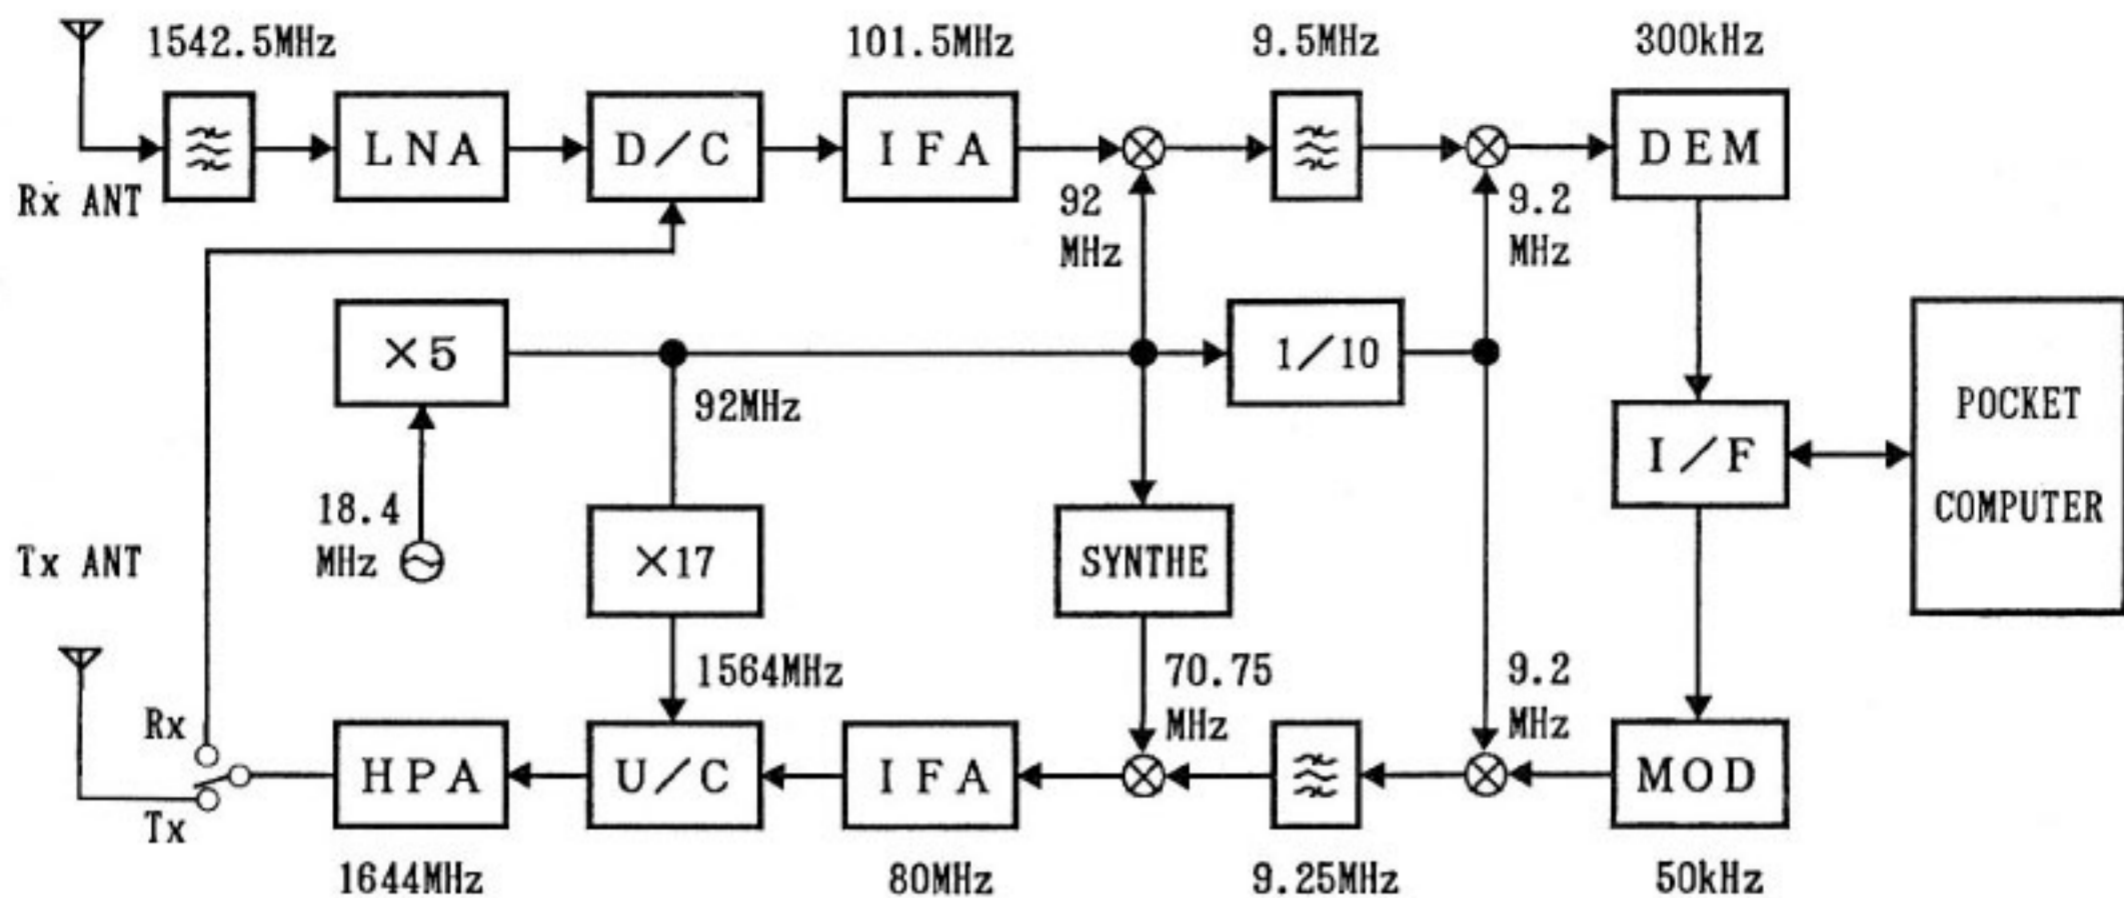 1542.5MHz
101.5MHz
9.5MHz
300kHz
LNA
D/C
IFA
DEM
Rx ANT
92
MHz
9.2
MHz
×5
1/10
92MHz
POCKET
COMPUTER
I/F
18.4
MHz
Tx ANT
×17
SYNTHE
1564MHz
70.75
MHz
9.2
MHz
Rx
HPA
U/C
IFA
MOD
Tx
1644MHz
80MHz
9.25MHz
50kHz